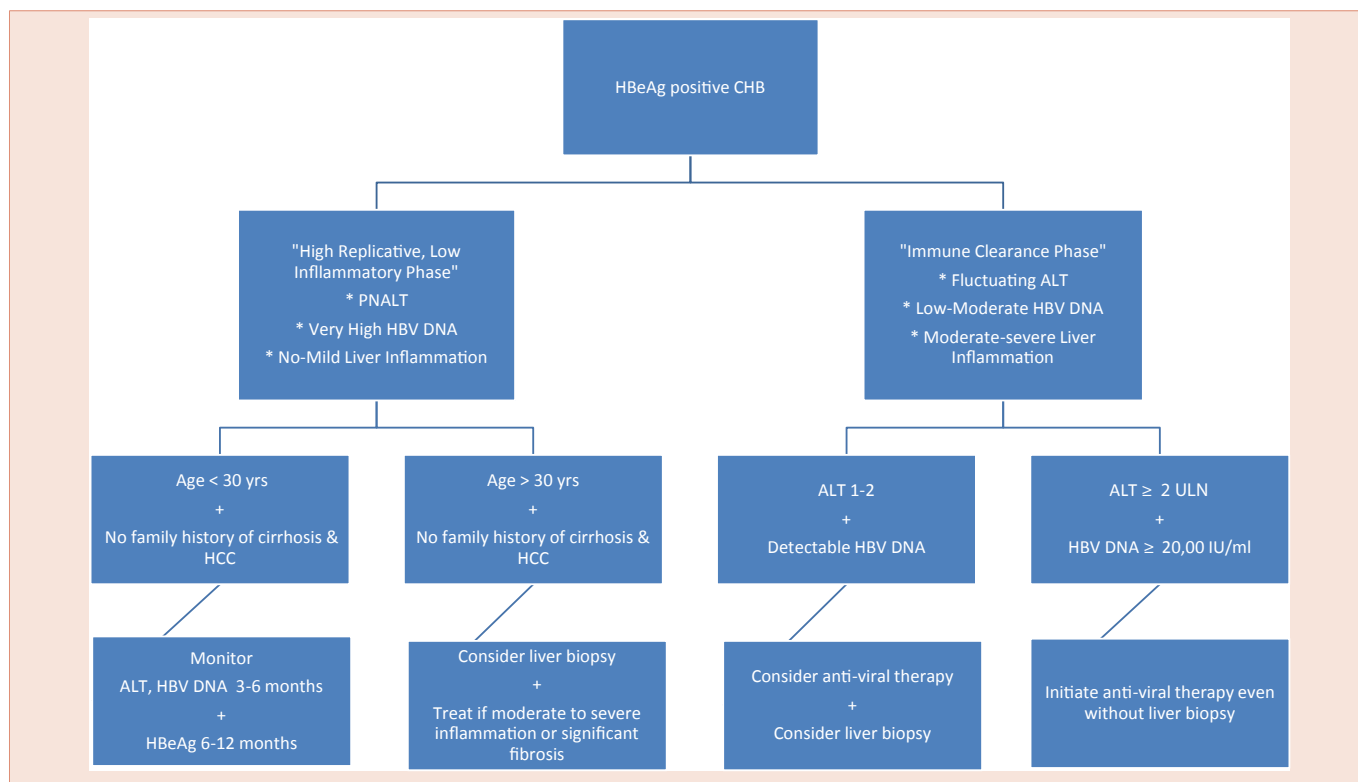 HBeAg positive CHB
"High Replicative, Low
Infllammatory Phase"
* PNALT
* Very High HBV DNA
* No-Mild Liver Inflammation
"Immune Clearance Phase"
* Fluctuating ALT
* Low-Moderate HBV DNA
* Moderate-severe Liver
Inflammation
Age < 30 yrs
+
No family history of cirrhosis &
HCC
Age > 30 yrs
+
No family history of cirrhosis &
HCC
ALT 1-2
+
Detectable HBV DNA
ALT ≥ 2 ULN
+
HBV DNA ≥ 20,00 IU/ml
Monitor
ALT, HBV DNA 3-6 months
+
HBeAg 6-12 months
Consider liver biopsy
+
Treat if moderate to severe
inflammation or significant
fibrosis
Consider anti-viral therapy
+
Consider liver biopsy
Initiate anti-viral therapy even
without liver biopsy